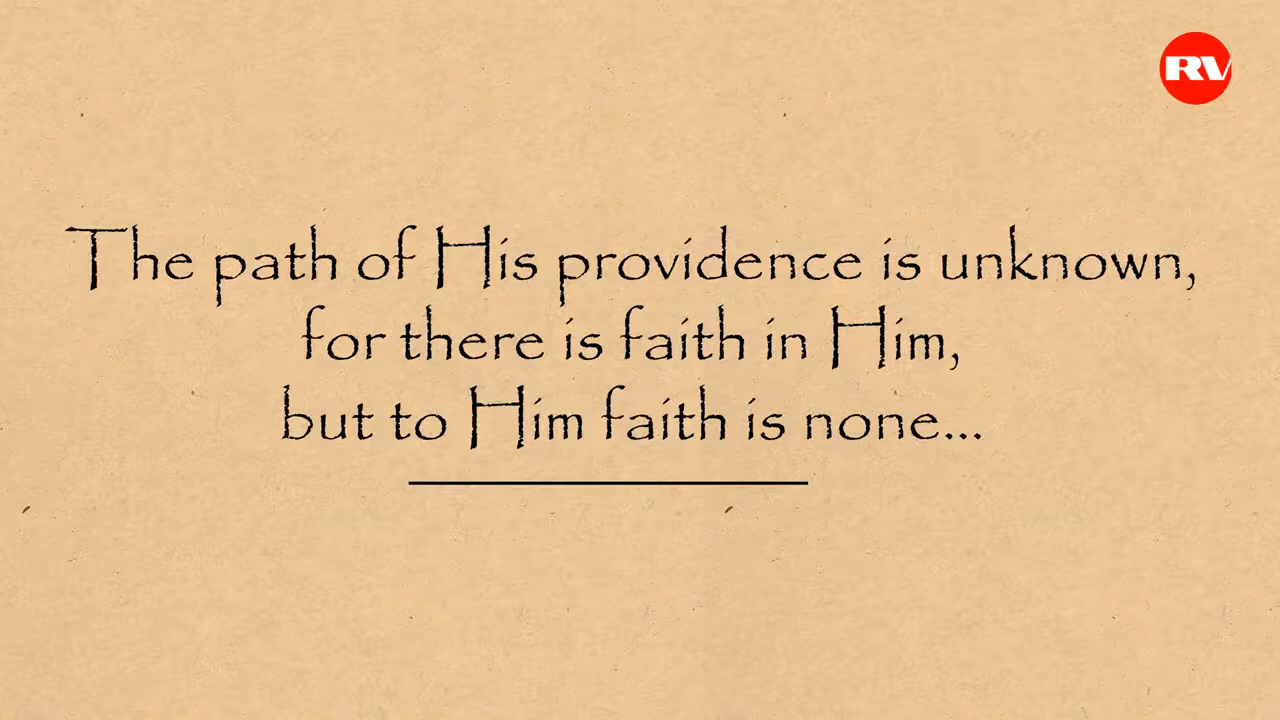 RV
The path of His providence is unknown,
for there is faith in Him,
but to Him faith is none...